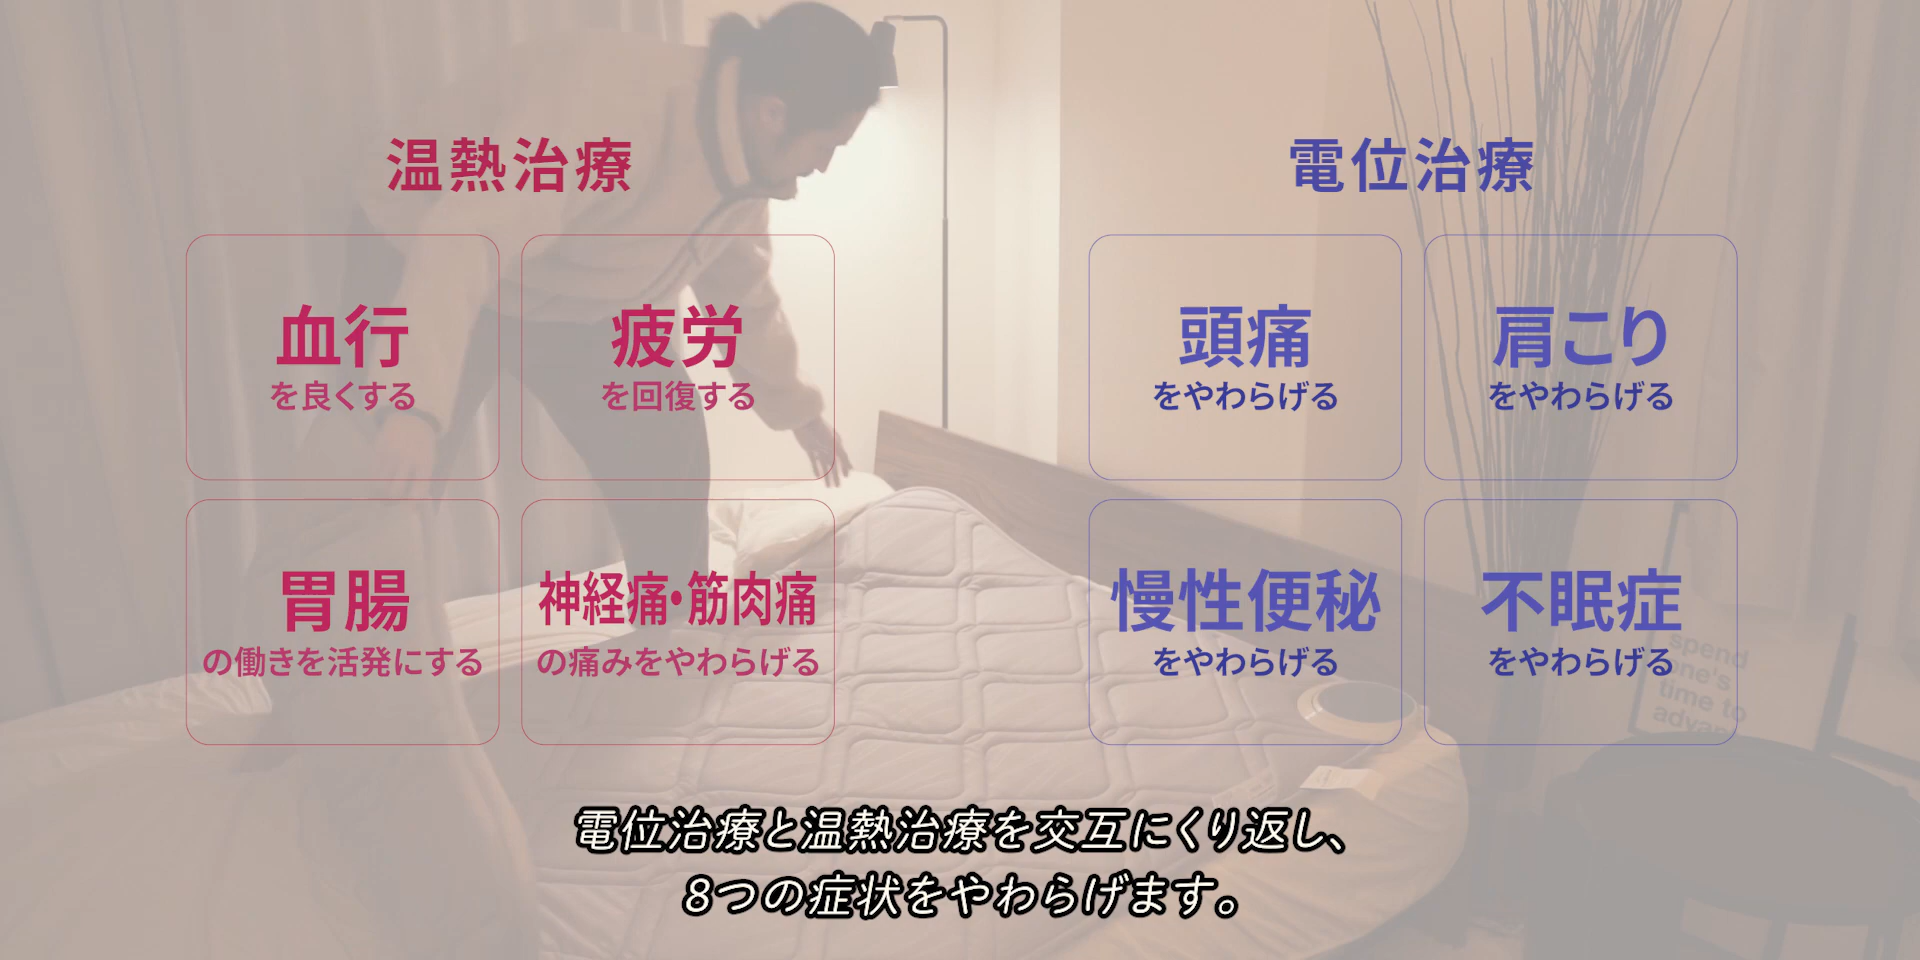 温熱治療
血行
を良くする
疲労
を回復する
胃腸
の働きを活発にする
神経痛・筋肉痛
の痛みをやわらげる
電位治療
頭痛
をやわらげる
肩こり
をやわらげる
慢性便秘
をやわらげる
不眠症
をやわらげる
spend
one's
time to
電位治療と温熱治療を交互にくり返し、
8つの症状をやわらげます。